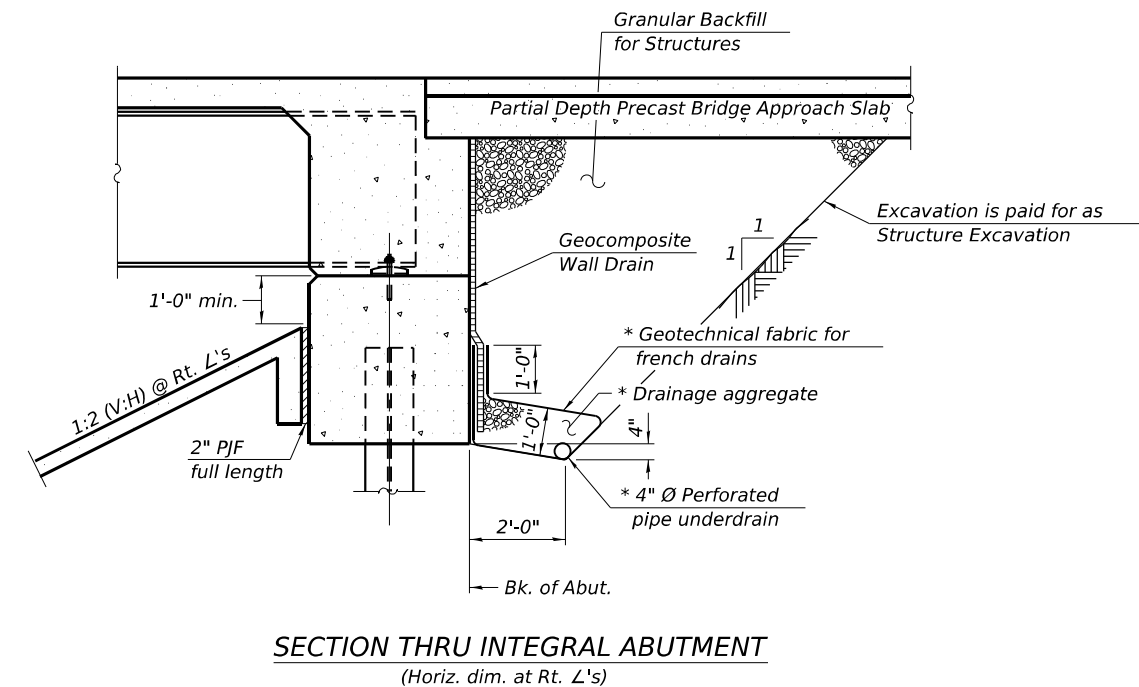 Granular Backfill
for Structures
Partial Depth Precast Bridge Approach Slab
Excavation is paid for as
Structure Excavation
1
1
Geocomposite
Wall Drain
1'-0" min.
* Geotechnical fabric for
french drains
1'-0"
* Drainage aggregate
1:2 (V:H) @ Rt. ∠'s
1'-0"
4"
2" PJF
full length
* 4" Ø Perforated
pipe underdrain
2'-0"
Bk. of Abut.
SECTION THRU INTEGRAL ABUTMENT
(Horiz. dim. at Rt. ∠'s)